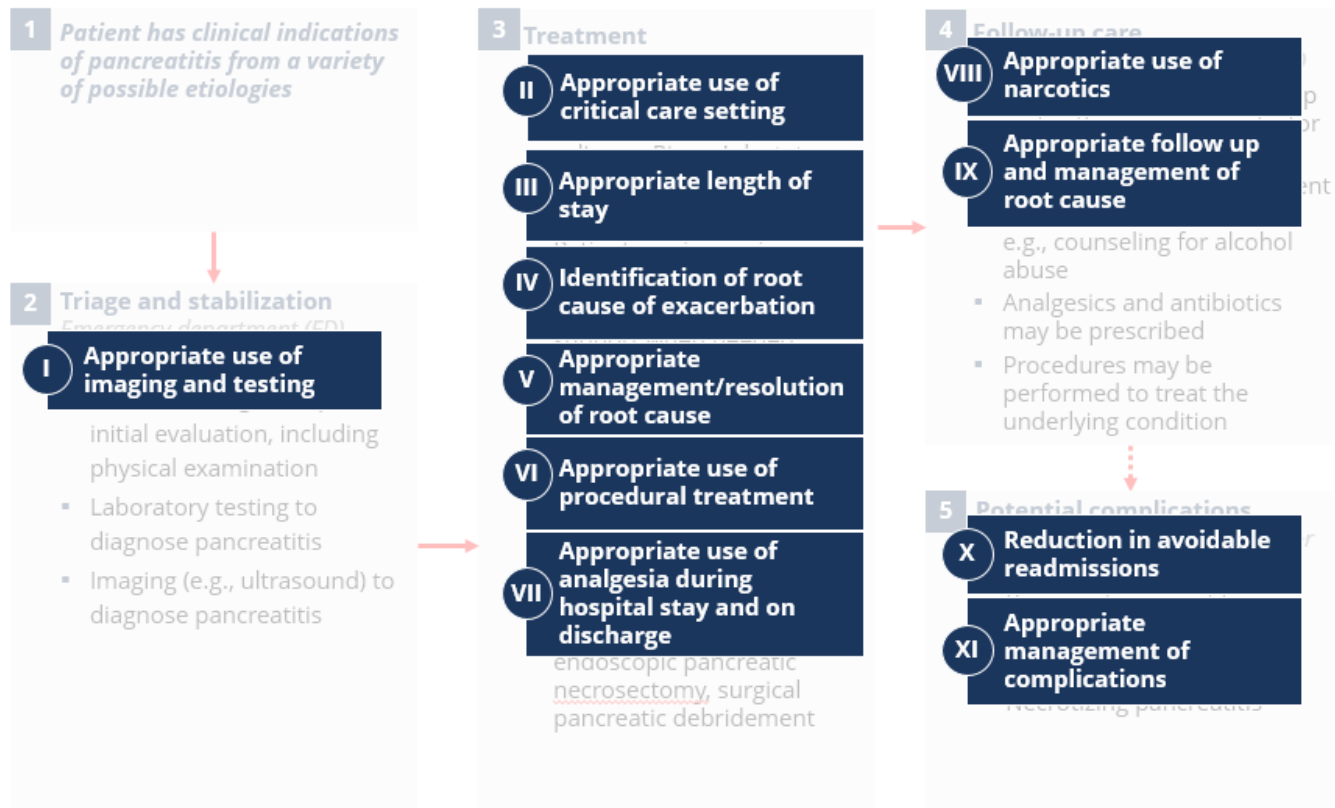 1
Patient has clinical indications
of pancreatitis from a variety
of possible etiologies
2
Triage and stabilization
Emergency department (ED)
I
Appropriate use of
imaging and testing
initial evaluation, including
physical examination
▪ Laboratory testing to
diagnose pancreatitis
▪ Imaging (e.g., ultrasound) to
diagnose pancreatitis
3
Treatment
II
Appropriate use of
critical care setting
III
Appropriate length of
stay
IV
Identification of root
cause of exacerbation
V
Appropriate
management/resolution
of root cause
VI
Appropriate use of
procedural treatment
VII
Appropriate use of
analgesia during
hospital stay and on
discharge
endoscopic pancreatic
necrosectomy, surgical
pancreatic debridement
4
Follow-up care
VIII
Appropriate use of
narcotics
IX
Appropriate follow up
and management of
root cause
e.g., counseling for alcohol
abuse
▪ Analgesics and antibiotics
may be prescribed
▪ Procedures may be
performed to treat the
underlying condition
5
Potential complications
X
Reduction in avoidable
readmissions
XI
Appropriate
management of
complications
Necrotizing pancreatitis